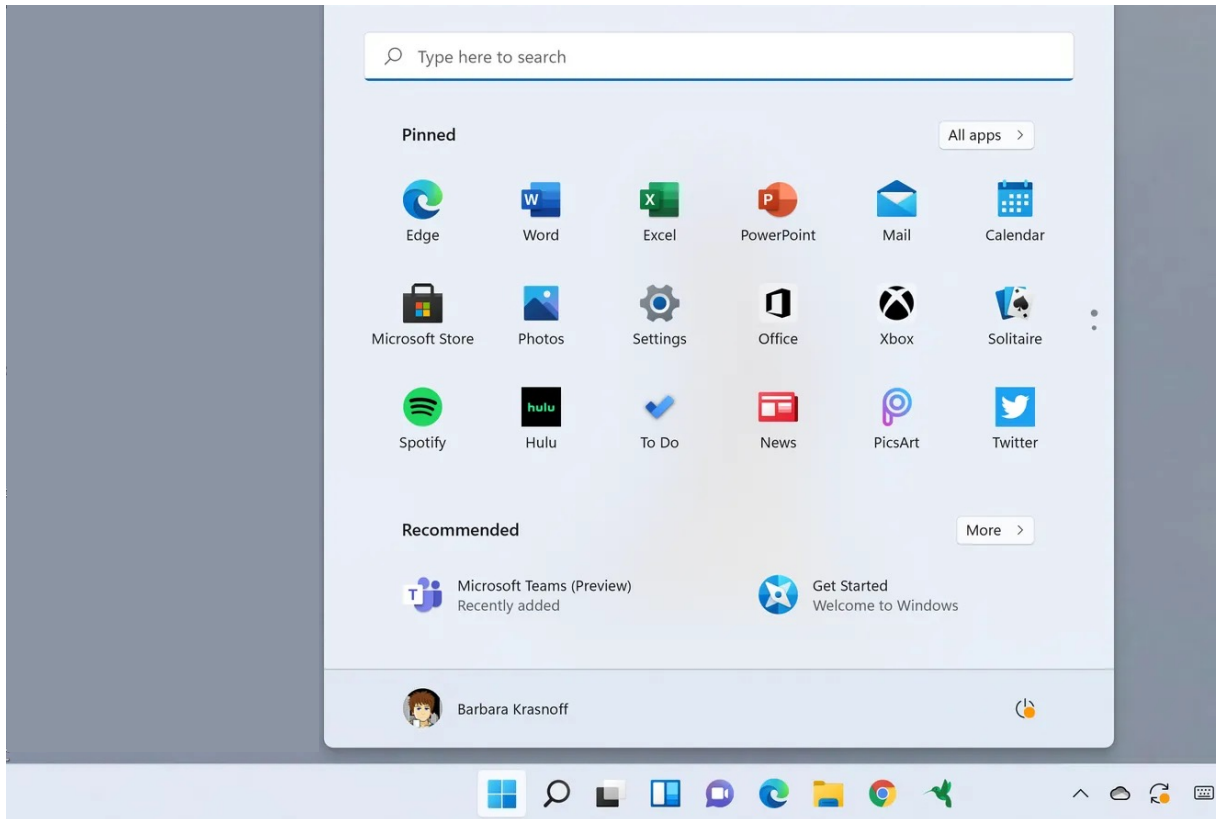 Type here to search
Pinned
All apps
Edge
W
Word
X
Excel
P
PowerPoint
Mail
Calendar
Microsoft Store
Photos
Settings
Office
Xbox
Solitaire
Spotify
hulu
Hulu
To Do
News
PicsArt
Twitter
Recommended
More
T
Microsoft Teams (Preview)
Recently added
Get Started
Welcome to Windows
Barbara Krasnoff